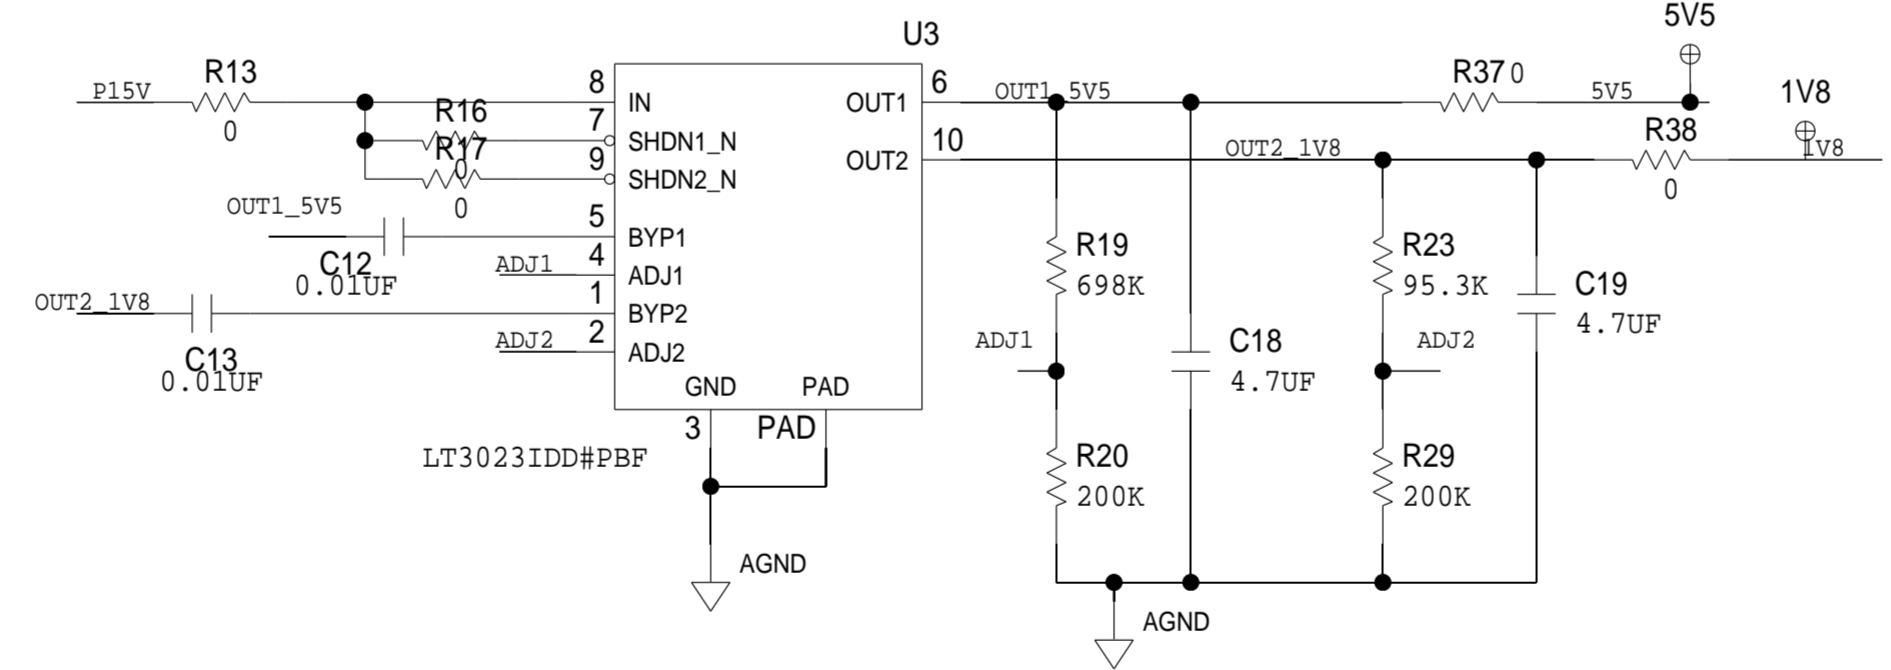 5V5
U3
R13
P15V
0
8
IN
6
OUT1
OUT1_5V5
R37
0
5V5
1V8
R16
0
7
SHDN1_N
R17
0
9
SHDN2_N
10
OUT2
OUT2_1V8
R38
0
1V8
OUT1_5V5
C12
0.01UF
5
BYP1
ADJ1
4
ADJ1
OUT2_1V8
C13
0.01UF
1
BYP2
ADJ2
2
ADJ2
GND
PAD
3
PAD
LT3023IDD#PBF
AGND
R19
698K
ADJ1
R20
200K
C18
4.7UF
R23
95.3K
ADJ2
R29
200K
C19
4.7UF
AGND